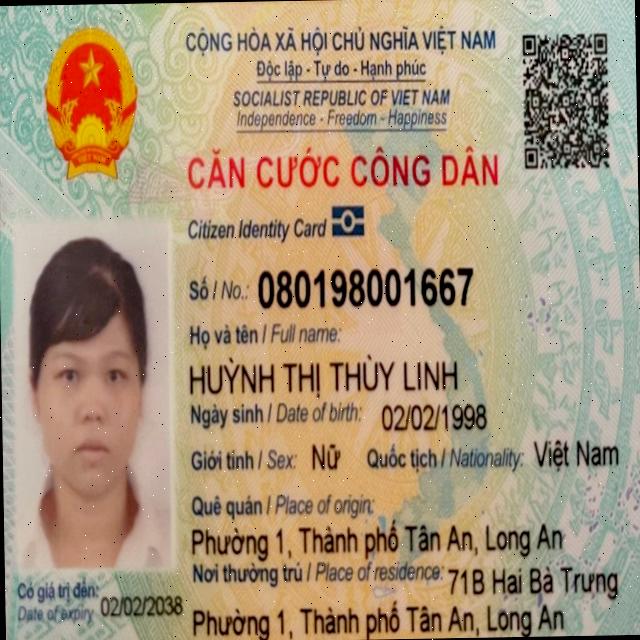 CỘNG HÒA XÃ HỘI CHỦ NGHĨA VIỆT NAM
Độc lập - Tự do - Hạnh phúc
SOCIALIST REPUBLIC OF VIET NAM
Independence - Freedom - Happiness
CĂN CƯỚC CÔNG DÂN
Citizen Identity Card
Số / No.: 080198001667
Họ và tên / Full name:
HUỲNH THỊ THÙY LINH
Ngày sinh / Date of birth: 02/02/1998
Giới tính / Sex: Nữ Quốc tịch / Nationality: Việt Nam
Quê quán / Place of origin:
Phường 1, Thành phố Tân An, Long An
Nơi thường trú / Place of residence: 71B Hai Bà Trưng
Phường 1, Thành phố Tân An, Long An
Có giá trị đến: 02/02/2038
Date of expiry